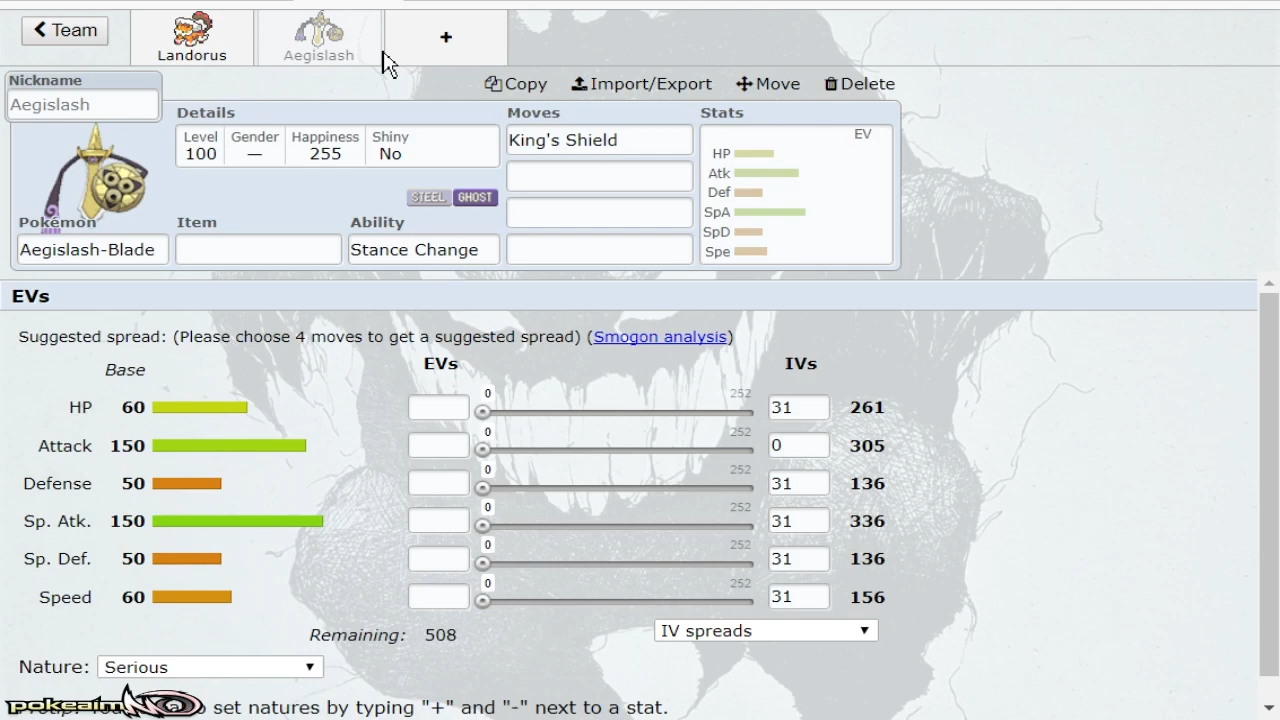 Team
Landorus
Aegislash
+
Nickname
Aegislash
Copy Import/Export Move Delete
Details
Level Gender Happiness Shiny
100 — 255 No
STEEL GHOST
Pokémon
Aegislash-Blade
Item
Ability
Stance Change
Moves
King's Shield
Stats
EV
HP
Atk
Def
SpA
SpD
Spe
EVs
Suggested spread: (Please choose 4 moves to get a suggested spread) (Smogon analysis)
Base EVs IVs
HP 60 0 252 31 261
Attack 150 0 252 0 305
Defense 50 0 252 31 136
Sp. Atk. 150 0 252 31 336
Sp. Def. 50 0 252 31 136
Speed 60 0 252 31 156
Remaining: 508 IV spreads
Nature: Serious
pokeaim
set natures by typing "+" and "-" next to a stat.